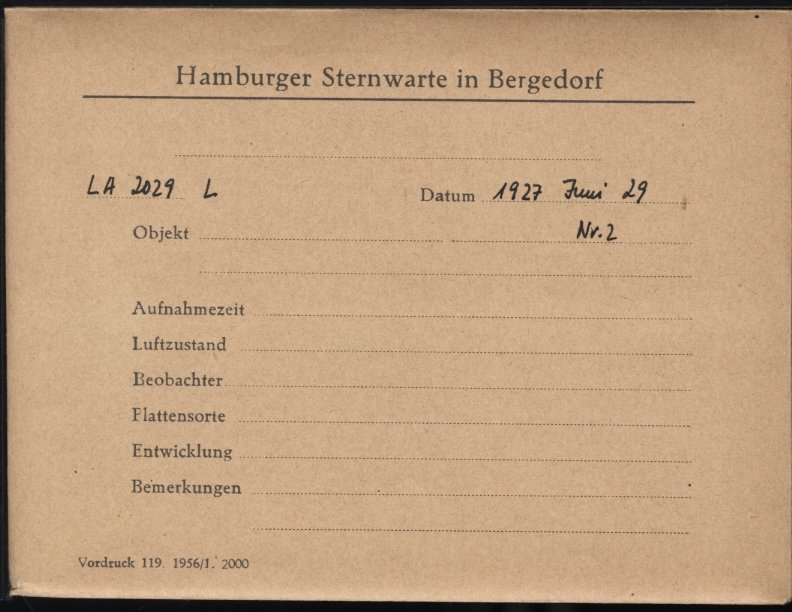 Hamburger Sternwarte in Bergedorf
LA 2029 L Datum 1927 Juni 29
Objekt Nr. 2
Aufnahmezeit
Luftzustand
Beobachter
Plattensorte
Entwicklung
Bemerkungen
Vordruck 119. 1956/1. 2000